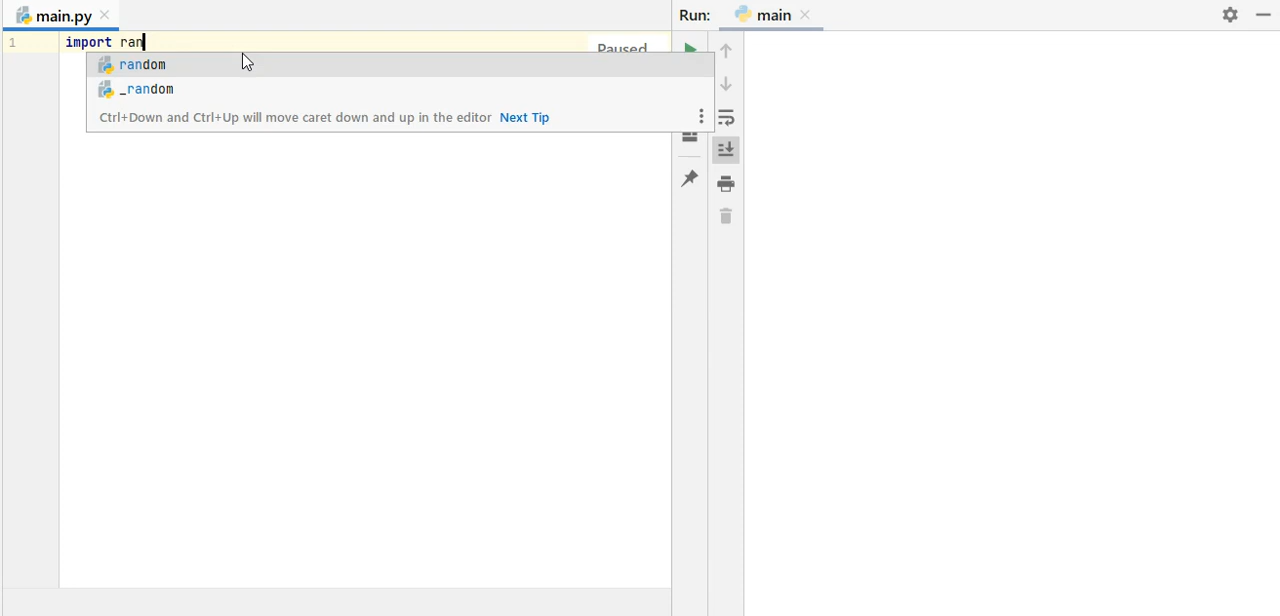 main.py
Run: main
1 import ran
Paused
random
_random
Ctrl+Down and Ctrl+Up will move caret down and up in the editor Next Tip